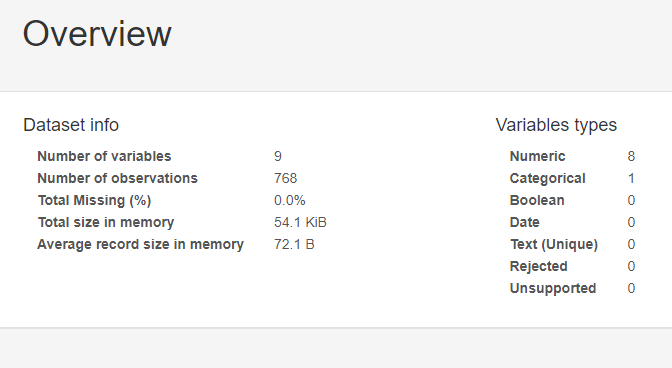 Overview
Dataset info
Number of variables 9
Number of observations 768
Total Missing (%) 0.0%
Total size in memory 54.1 KiB
Average record size in memory 72.1 B
Variables types
Numeric 8
Categorical 1
Boolean 0
Date 0
Text (Unique) 0
Rejected 0
Unsupported 0